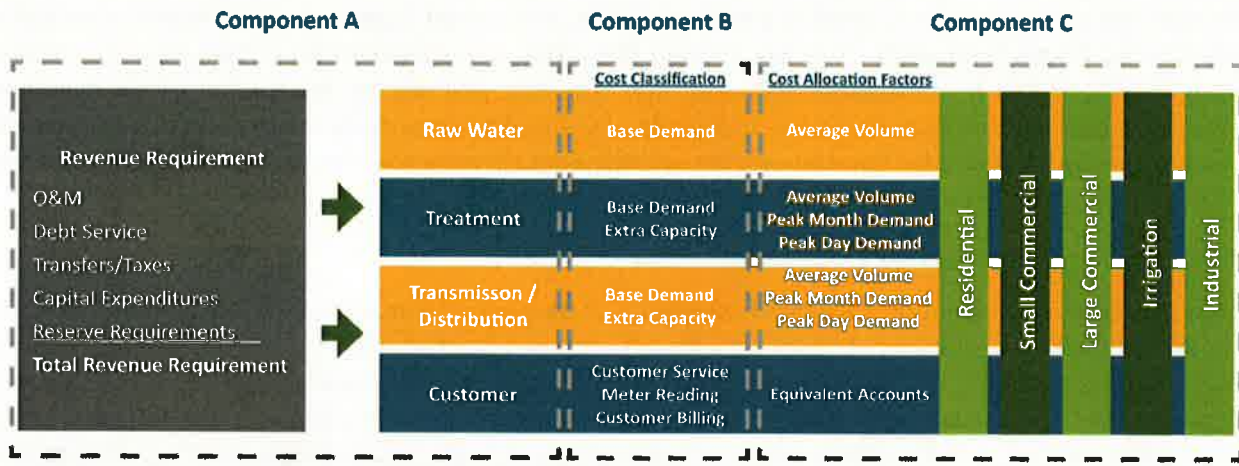 Component A
Component B
Component C
Revenue Requirement
O&M
Debt Service
Transfers/Taxes
Capital Expenditures
Reserve Requirements
Total Revenue Requirement
Raw Water
Treatment
Transmisson /
Distribution
Customer
Cost Classification
Base Demand
Base Demand
Extra Capacity
Base Demand
Extra Capacity
Customer Service
Meter Reading
Customer Billing
Cost Allocation Factors
Average Volume
Average Volume
Peak Month Demand
Peak Day Demand
Average Volume
Peak Month Demand
Peak Day Demand
Equivalent Accounts
Residential
Small Commercial
Large Commercial
Irrigation
Industrial